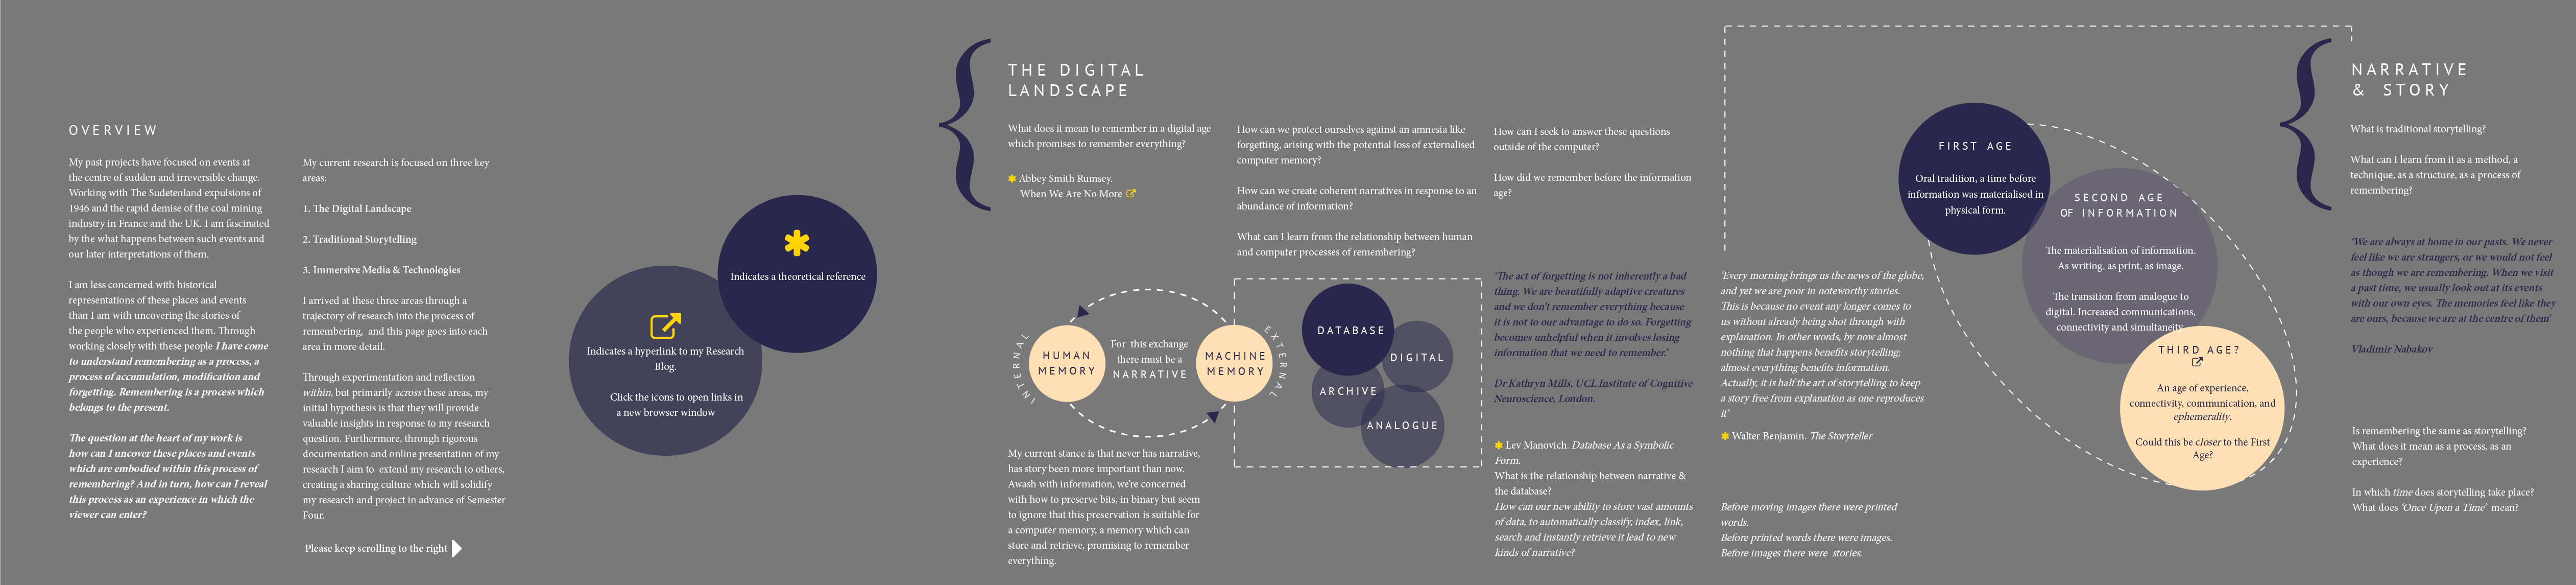 OVERVIEW
My past projects have focused on events at
the centre of sudden and irreversible change.
Working with The Sudetenland expulsions of
1946 and the rapid demise of the coal mining
industry in France and the UK. I am fascinated
by the what happens between such events and
our later interpretations of them.
I am less concerned with historical
representations of these places and events
than I am with uncovering the stories of
the people who experienced them. Through
working closely with these people I have come
to understand remembering as a process, a
process of accumulation, modification and
forgetting. Remembering is a process which
belongs to the present.
The question at the heart of my work is
how can I uncover these places and events
which are embodied within this process of
remembering? And in turn, how can I reveal
this process as an experience in which the
viewer can enter?
My current research is focused on three key
areas:
1. The Digital Landscape
2. Traditional Storytelling
3. Immersive Media & Technologies
I arrived at these three areas through a
trajectory of research into the process of
remembering,  and this page goes into each
area in more detail.
Through experimentation and reflection
within, but primarily across these areas, my
initial hypothesis is that they will provide
valuable insights in response to my research
question. Furthermore, through rigorous
documentation and online presentation of my
research I aim to  extend my research to others,
creating a sharing culture which will solidify
my research and project in advance of Semester
Four.
Please keep scrolling to the right
Indicates a hyperlink to my Research
Blog.
Click the icons to open links in
a new browser window
Indicates a theoretical reference
THE DIGITAL
LANDSCAPE
What does it mean to remember in a digital age
which promises to remember everything?
✱ Abbey Smith Rumsey.
When We Are No More
INTERNAL
HUMAN
MEMORY
For  this exchange
there must be a
NARRATIVE
MACHINE
MEMORY
EXTERNAL
My current stance is that never has narrative,
has story been more important than now.
Awash with information, we're concerned
with how to preserve bits, in binary but seem
to ignore that this preservation is suitable for
a computer memory, a memory which can
store and retrieve, promising to remember
everything.
How can we protect ourselves against an amnesia like
forgetting, arising with the potential loss of externalised
computer memory?
How can we create coherent narratives in response to an
abundance of information?
What can I learn from the relationship between human
and computer processes of remembering?
DATABASE
DIGITAL
ARCHIVE
ANALOGUE
How can I seek to answer these questions
outside of the computer?
How did we remember before the information
age?
'The act of forgetting is not inherently a bad
thing. We are beautifully adaptive creatures
and we don't remember everything because
it is not to our advantage to do so. Forgetting
becomes unhelpful when it involves losing
information that we need to remember.'
Dr Kathryn Mills, UCL Institute of Cognitive
Neuroscience, London.
✱ Lev Manovich. Database As a Symbolic
Form.
What is the relationship between narrative &
the database?
How can our new ability to store vast amounts
of data, to automatically classify, index, link,
search and instantly retrieve it lead to new
kinds of narrative?
'Every morning brings us the news of the globe,
and yet we are poor in noteworthy stories.
This is because no event any longer comes to
us without already being shot through with
explanation. In other words, by now almost
nothing that happens benefits storytelling;
almost everything benefits information.
Actually, it is half the art of storytelling to keep
a story free from explanation as one reproduces
it'
✱ Walter Benjamin. The Storyteller
Before moving images there were printed
words.
Before printed words there were images.
Before images there were  stories.
FIRST AGE
Oral tradition, a time before
information was materialised in
physical form.
SECOND AGE
OF INFORMATION
The materialisation of information.
As writing, as print, as image.
The transition from analogue to
digital. Increased communications,
connectivity and simultaneity.
THIRD AGE?
An age of experience,
connectivity, communication, and
ephemerality.
Could this be closer to the First
Age?
NARRATIVE
& STORY
What is traditional storytelling?
What can I learn from it as a method, a
technique, as a structure, as a process of
remembering?
'We are always at home in our pasts. We never
feel like we are strangers, or we would not feel
as though we are remembering. When we visit
a past time, we usually look out at its events
with our own eyes. The memories feel like they
are ours, because we are at the centre of them'
Vladimir Nabakov
Is remembering the same as storytelling?
What does it mean as a process, as an
experience?
In which time does storytelling take place?
What does 'Once Upon a Time'  mean?